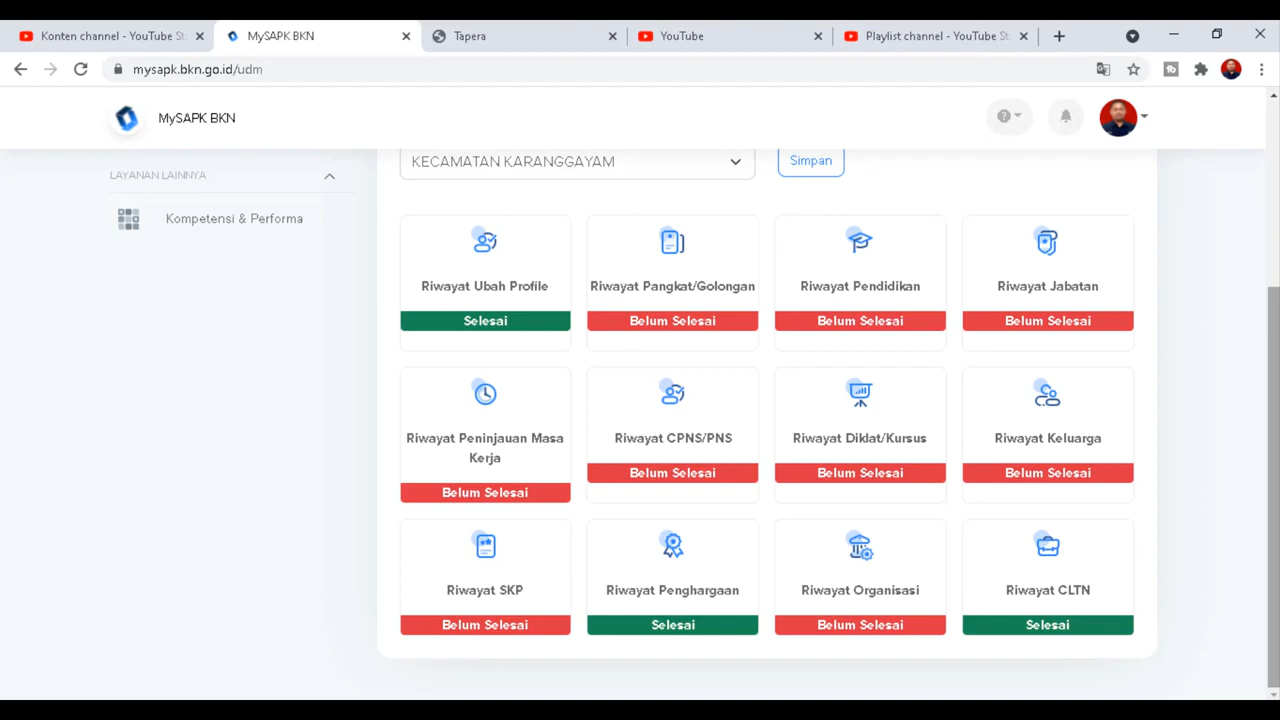 Konten channel - YouTube St
MySAPK BKN
Tapera
YouTube
Playlist channel - YouTube St
mysapk.bkn.go.id/udm
MySAPK BKN
LAYANAN LAINNYA
Kompetensi & Performa
KECAMATAN KARANGGAYAM
Simpan
Riwayat Ubah Profile
Selesai
Riwayat Pangkat/Golongan
Belum Selesai
Riwayat Pendidikan
Belum Selesai
Riwayat Jabatan
Belum Selesai
Riwayat Peninjauan Masa
Kerja
Belum Selesai
Riwayat CPNS/PNS
Belum Selesai
Riwayat Diklat/Kursus
Belum Selesai
Riwayat Keluarga
Belum Selesai
Riwayat SKP
Belum Selesai
Riwayat Penghargaan
Selesai
Riwayat Organisasi
Belum Selesai
Riwayat CLTN
Selesai